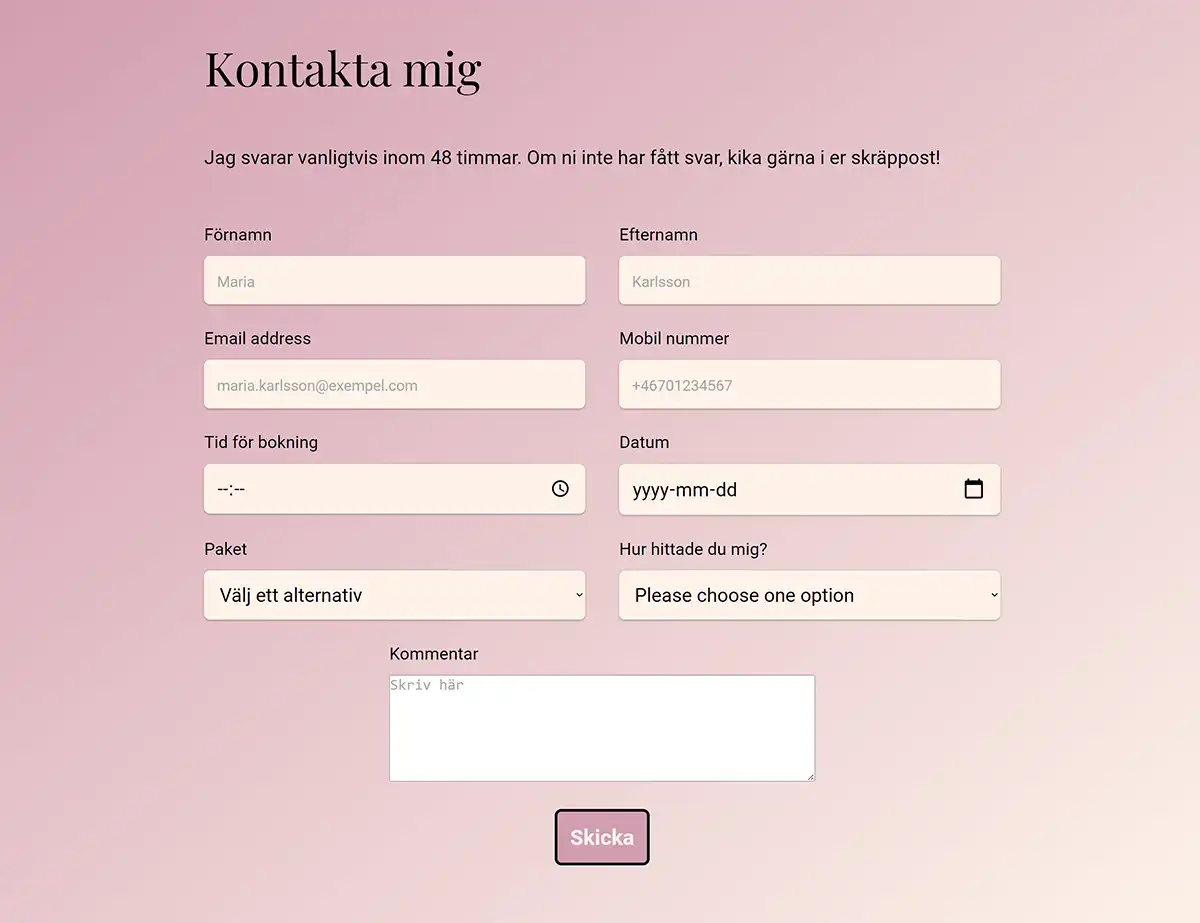 Kontakta mig
Jag svarar vanligtvis inom 48 timmar. Om ni inte har fått svar, kika gärna i er skräppost!
Förnamn
Efternamn
Maria
Karlsson
Email address
Mobil nummer
maria.karlsson@exempel.com
+46701234567
Tid för bokning
Datum
--:--
yyyy-mm-dd
Paket
Hur hittade du mig?
Välj ett alternativ
Please choose one option
Kommentar
Skriv här
Skicka